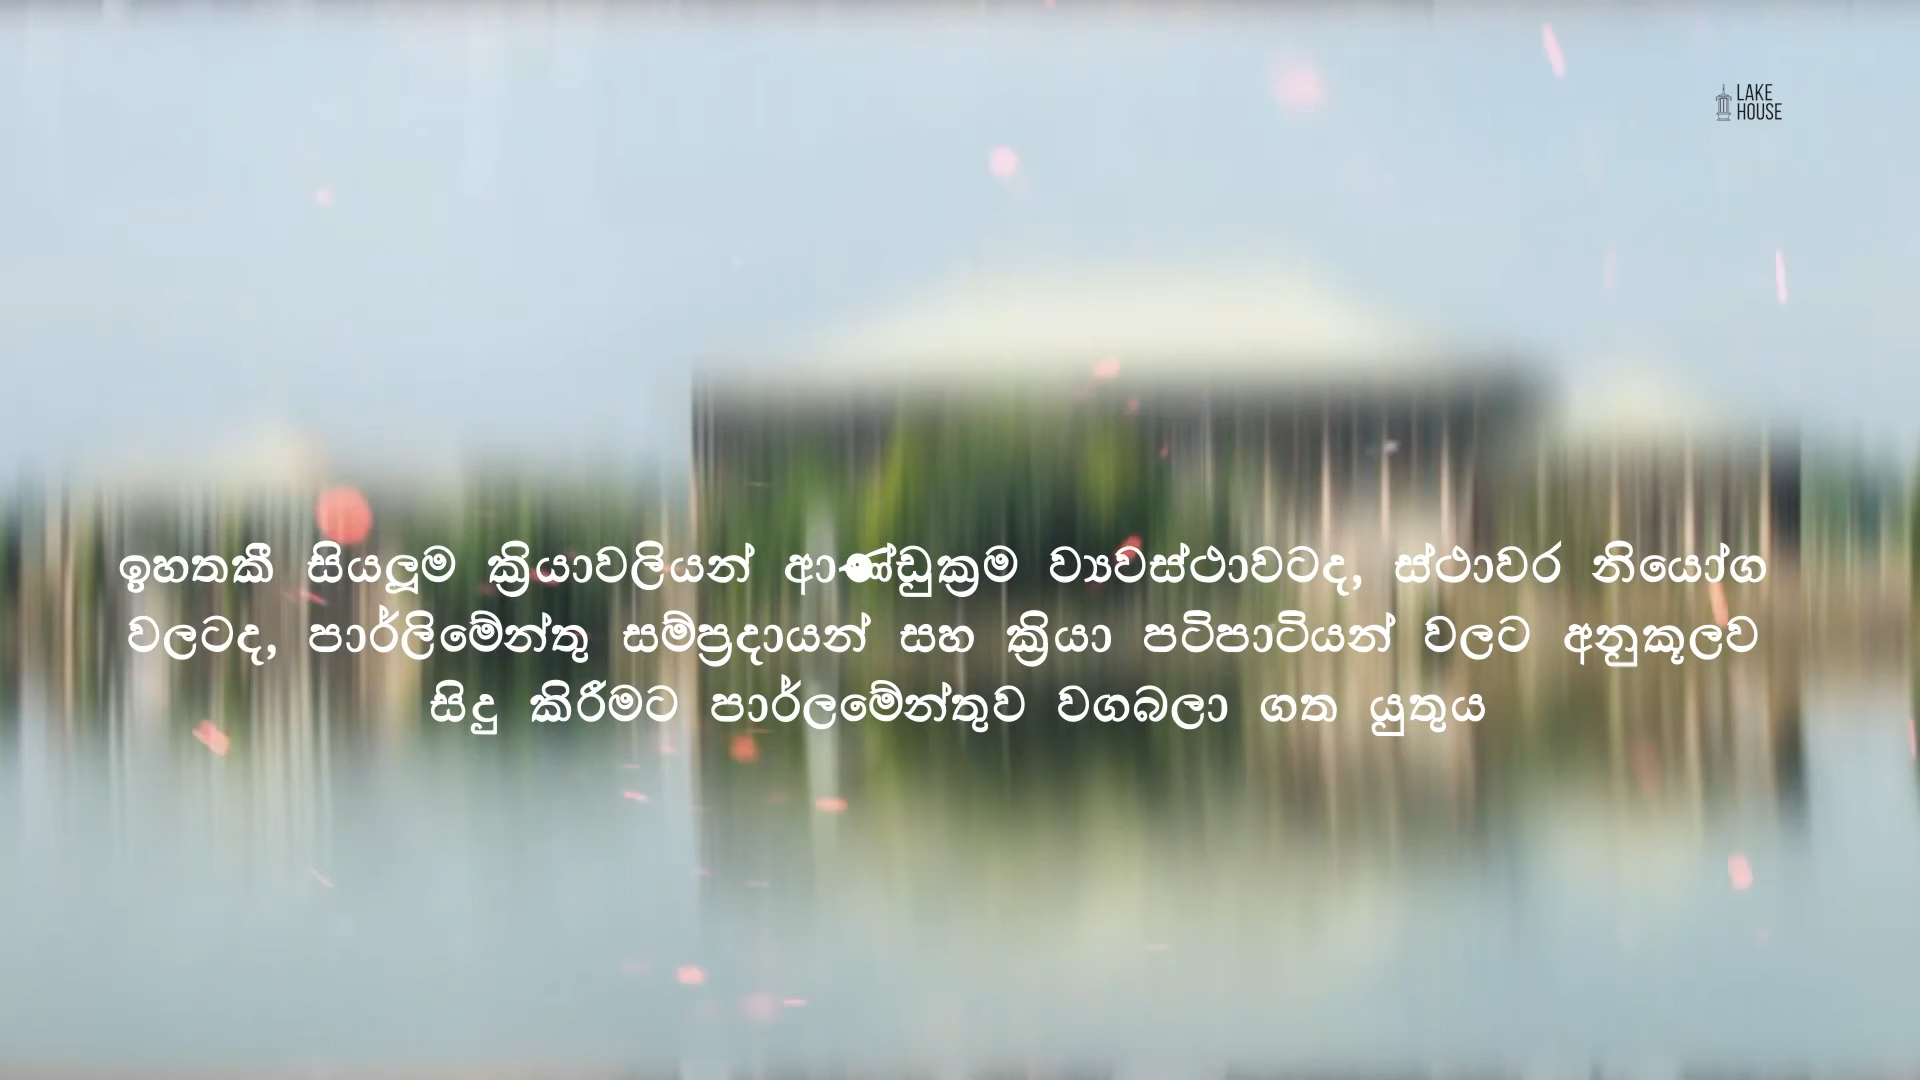 LAKE
HOUSE
ඉහතකී සියලූම ක්‍රියාවලියන් ආණ්ඩුක්‍රම ව්‍යවස්ථාවටද, ස්ථාවර නියෝග
වලටද, පාර්ලිමේන්තු සම්ප්‍රදායන් සහ ක්‍රියා පටිපාටියන් වලට අනුකූලව
සිදු කිරීමට පාර්ලමේන්තුව වගබලා ගත යුතුය